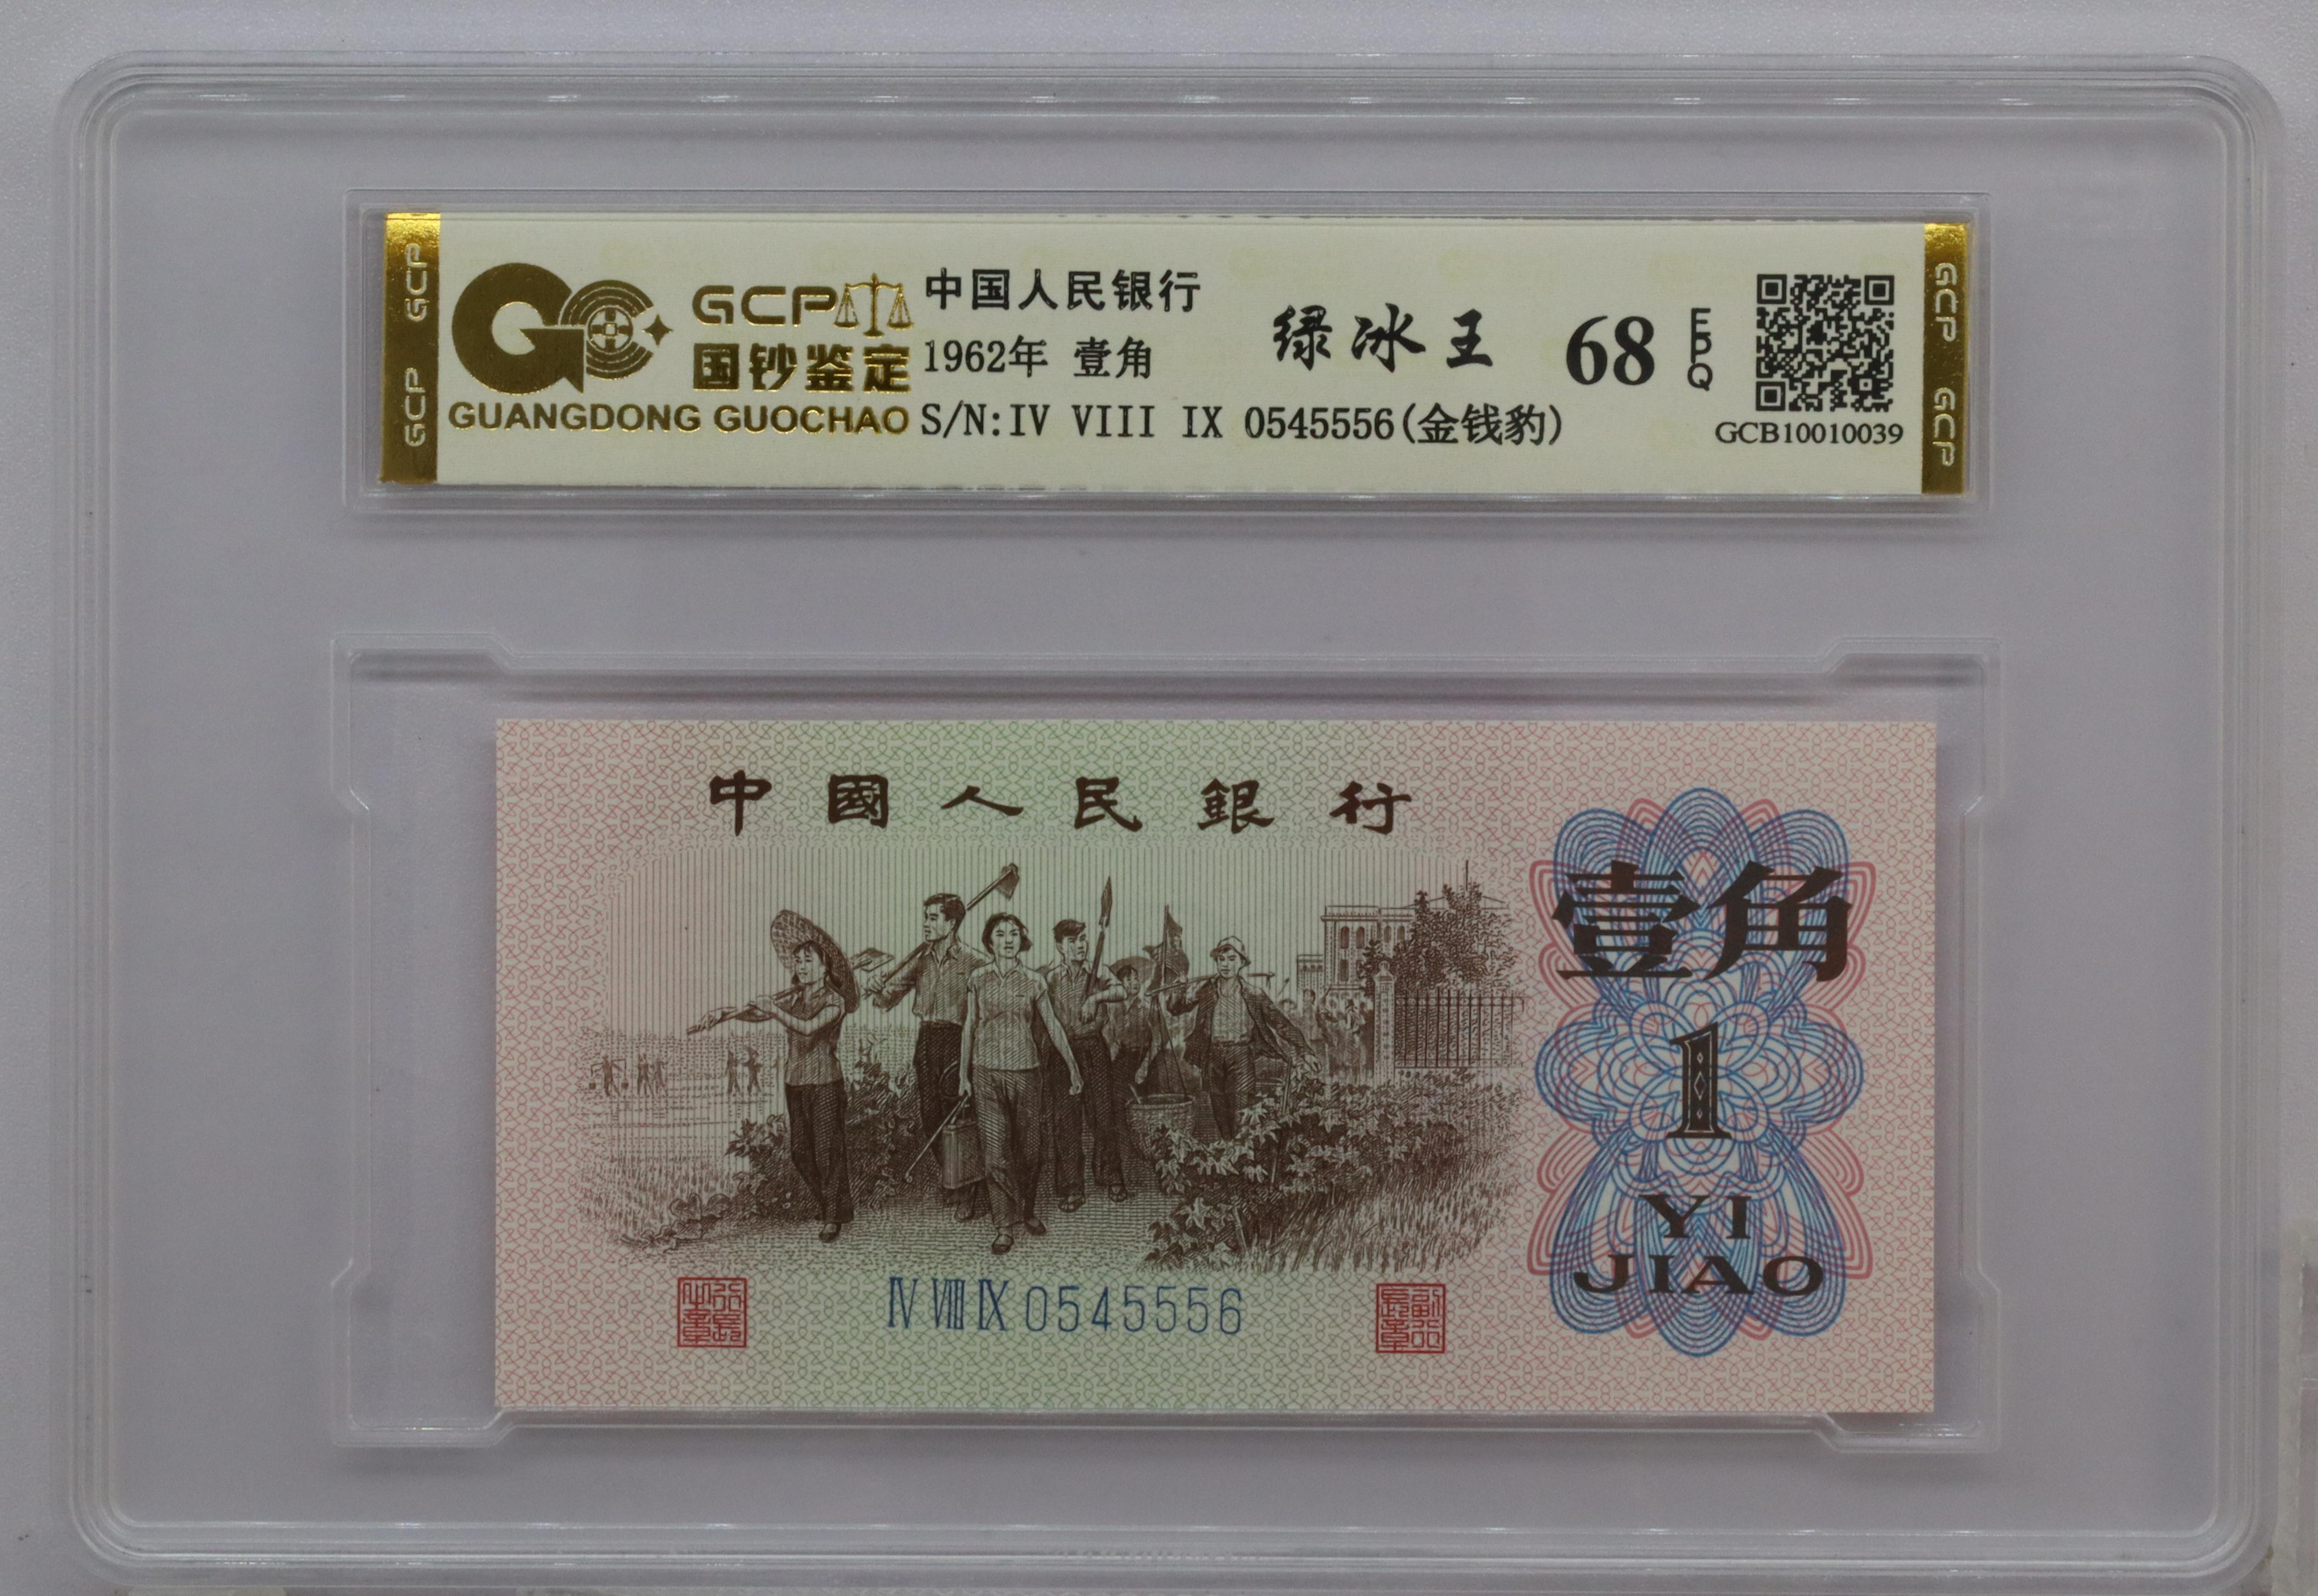 GCP
GCP
GCP
国钞鉴定
GUANGDONG GUOCHAO
中国人民银行
1962年 壹角
S/N:IV VIII IX 0545556(金钱豹)
绿冰王
68
EPQ
GCB10010039
GCP
GCP
中國人民銀行
壹角
1
YI
JIAO
IV VIII IX 0545556